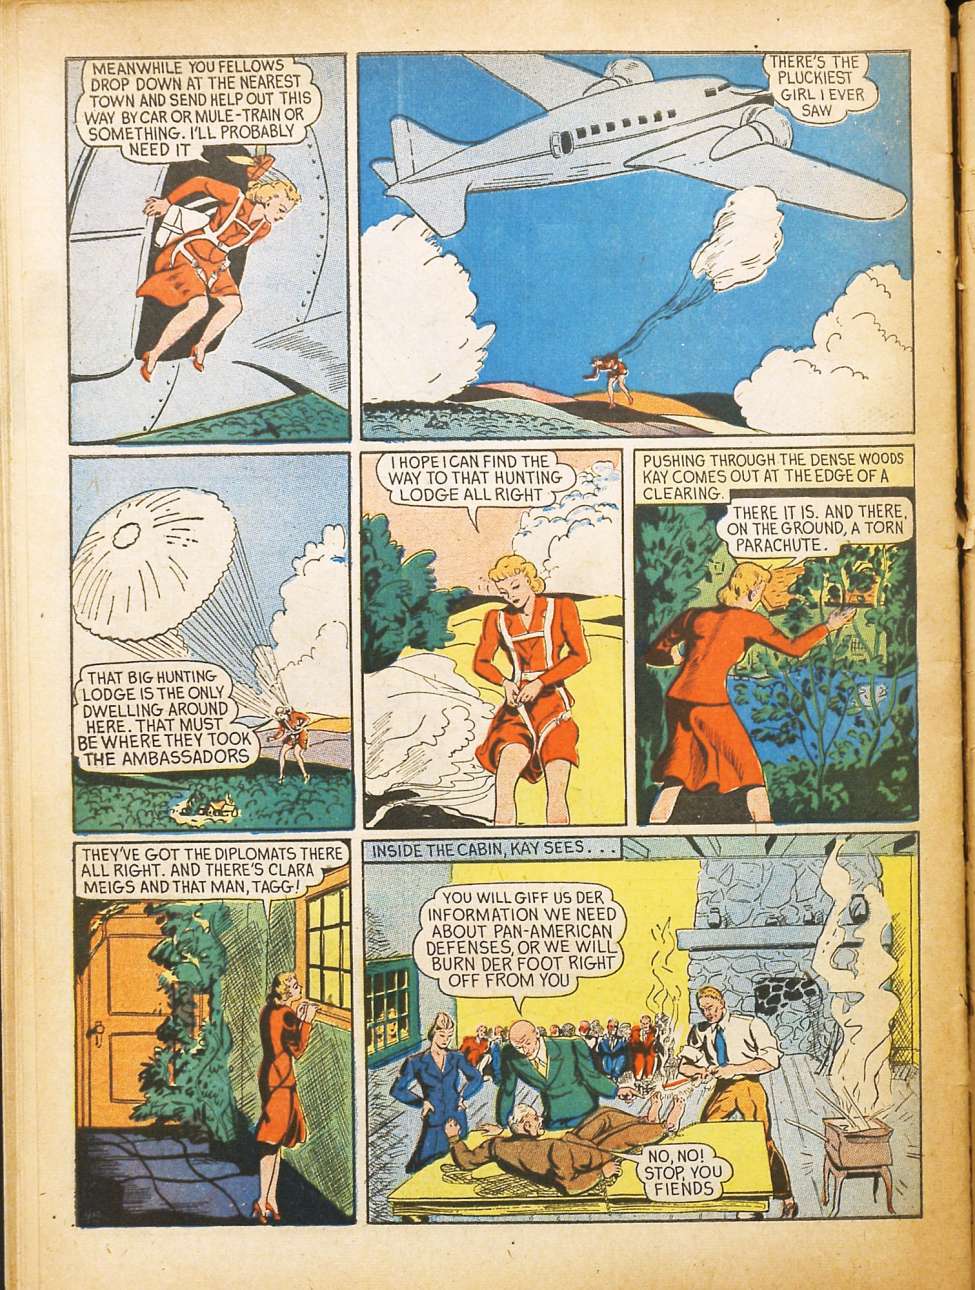 MEANWHILE YOU FELLOWS
DROP DOWN AT THE NEAREST
TOWN AND SEND HELP OUT THIS
WAY BY CAR OR MULE-TRAIN OR
SOMETHING. I'LL PROBABLY
NEED IT
THERE'S THE
PLUCKIEST
GIRL I EVER
SAW
THAT BIG HUNTING
LODGE IS THE ONLY
DWELLING AROUND
HERE. THAT MUST
BE WHERE THEY TOOK
THE AMBASSADORS
I HOPE I CAN FIND THE
WAY TO THAT HUNTING
LODGE ALL RIGHT
PUSHING THROUGH THE DENSE WOODS
KAY COMES OUT AT THE EDGE OF A
CLEARING.
THERE IT IS. AND THERE,
ON THE GROUND, A TORN
PARACHUTE.
THEY'VE GOT THE DIPLOMATS THERE
ALL RIGHT. AND THERE'S CLARA
MEIGS AND THAT MAN, TAGG!
INSIDE THE CABIN, KAY SEES . . .
YOU WILL GIFF US DER
INFORMATION WE NEED
ABOUT PAN-AMERICAN
DEFENSES, OR WE WILL
BURN DER FOOT RIGHT
OFF FROM YOU
NO, NO!
STOP, YOU
FIENDS